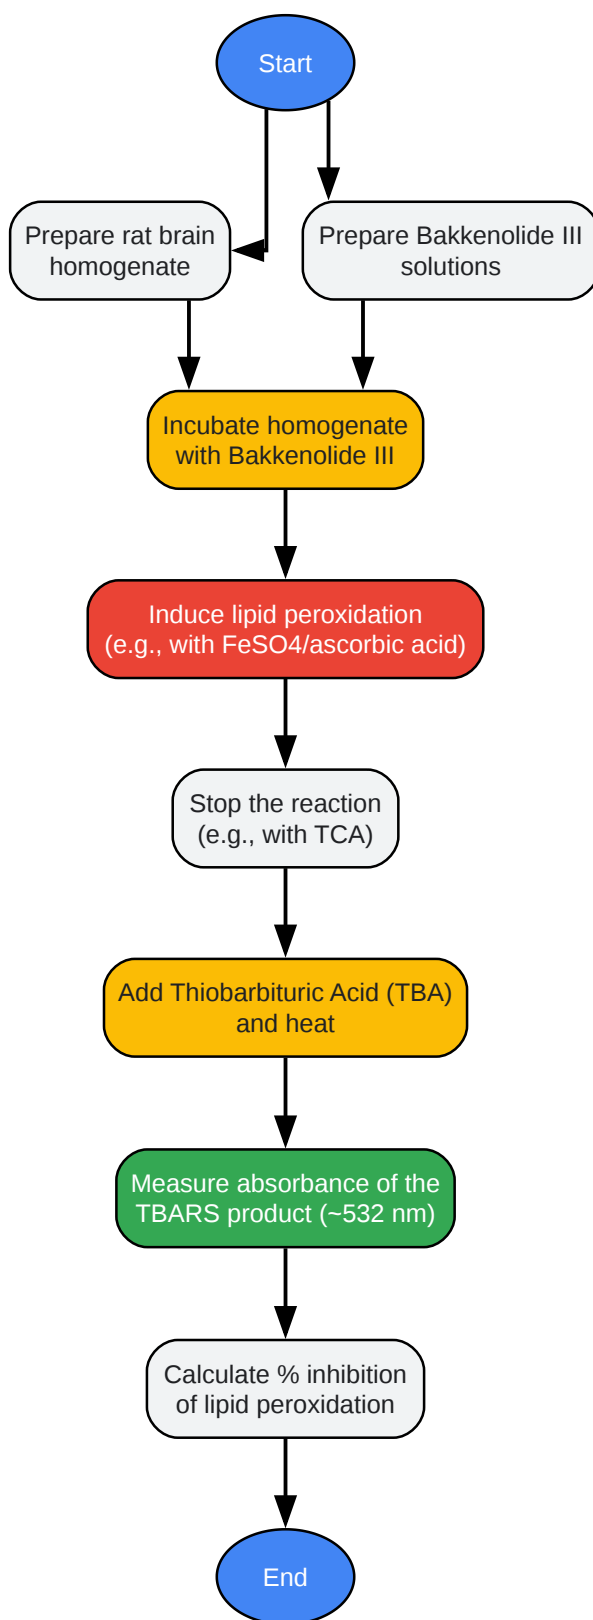 Start
Prepare rat brain
homogenate
Prepare Bakkenolide III
solutions
Incubate homogenate
with Bakkenolide III
Induce lipid peroxidation
(e.g., with FeSO4/ascorbic acid)
Stop the reaction
(e.g., with TCA)
Add Thiobarbituric Acid (TBA)
and heat
Measure absorbance of the
TBARS product (~532 nm)
Calculate % inhibition
of lipid peroxidation
End